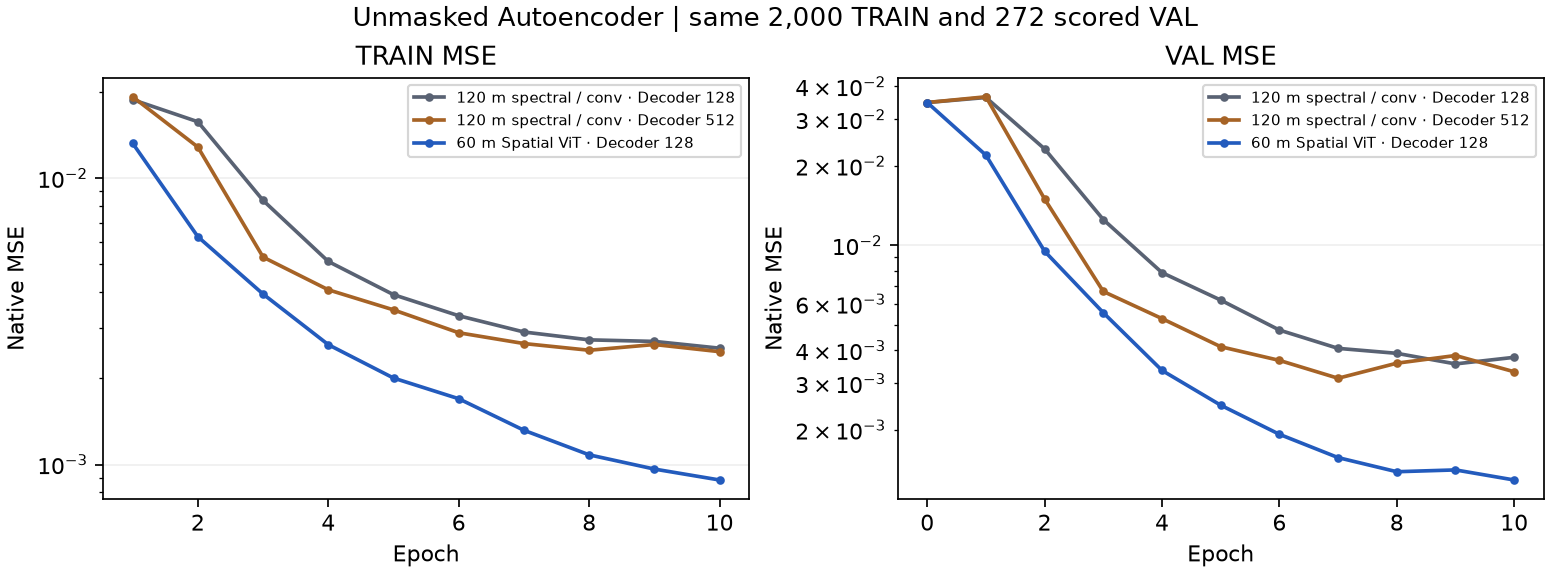 Unmasked Autoencoder | same 2,000 TRAIN and 272 scored VAL
TRAIN MSE
Native MSE
10⁻²
10⁻³
120 m spectral / conv · Decoder 128
120 m spectral / conv · Decoder 512
60 m Spatial ViT · Decoder 128
2 4 6 8 10
Epoch
VAL MSE
Native MSE
4 × 10⁻²
3 × 10⁻²
2 × 10⁻²
10⁻²
6 × 10⁻³
4 × 10⁻³
3 × 10⁻³
2 × 10⁻³
120 m spectral / conv · Decoder 128
120 m spectral / conv · Decoder 512
60 m Spatial ViT · Decoder 128
0 2 4 6 8 10
Epoch